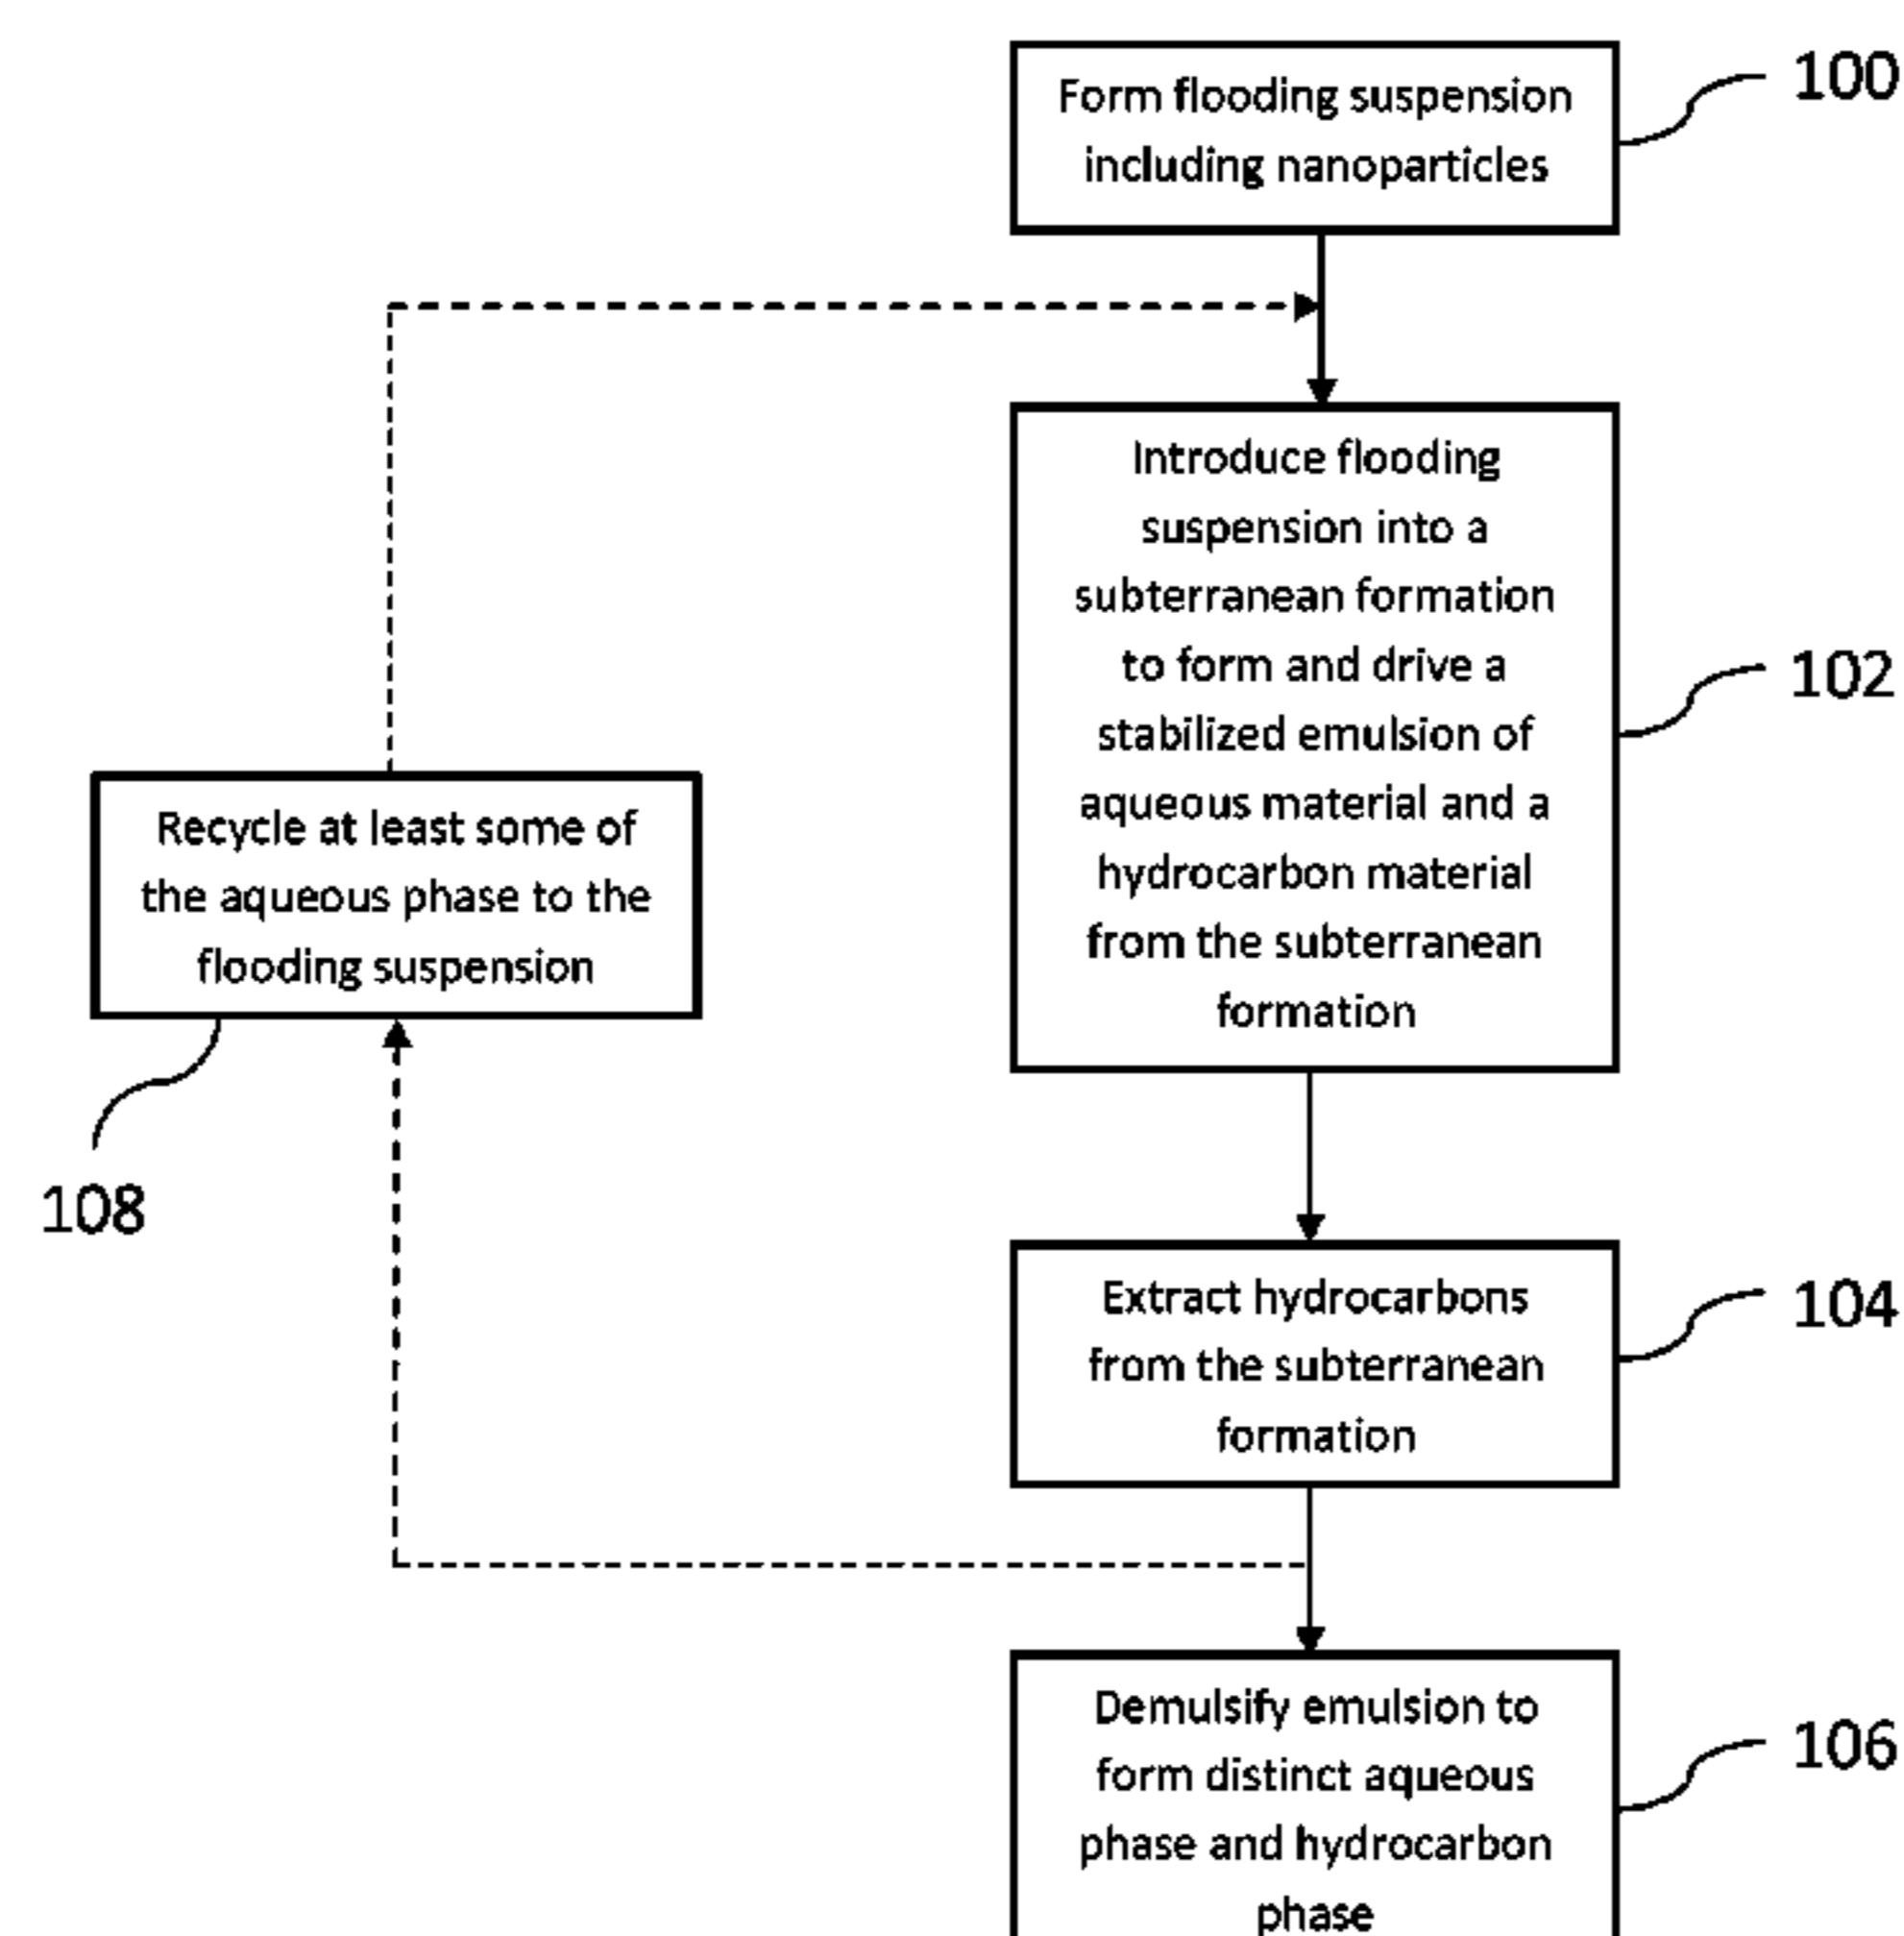 Form flooding suspension
including nanoparticles
100
Introduce flooding
suspension into a
subterranean formation
to form and drive a
stabilized emulsion of
aqueous material and a
hydrocarbon material
from the subterranean
formation
102
Recycle at least some of
the aqueous phase to the
flooding suspension
108
Extract hydrocarbons
from the subterranean
formation
104
Demulsify emulsion to
form distinct aqueous
phase and hydrocarbon
phase
106